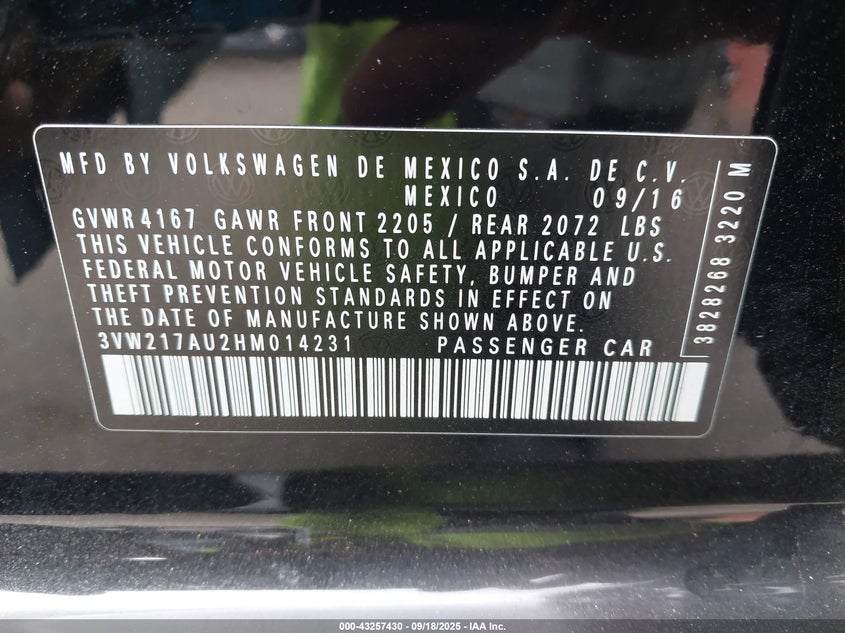 MFD BY VOLKSWAGEN DE MEXICO S.A. DE C.V.
MEXICO 09/16
GVWR 4167 GAWR FRONT 2205 / REAR 2072 LBS
THIS VEHICLE CONFORMS TO ALL APPLICABLE U.S.
FEDERAL MOTOR VEHICLE SAFETY, BUMPER AND
THEFT PREVENTION STANDARDS IN EFFECT ON
THE DATE OF MANUFACTURE SHOWN ABOVE.
3VW217AU2HM014231 PASSENGER CAR
3828268 3220 M
000-43257430 - 09/18/2025 - IAA Inc.